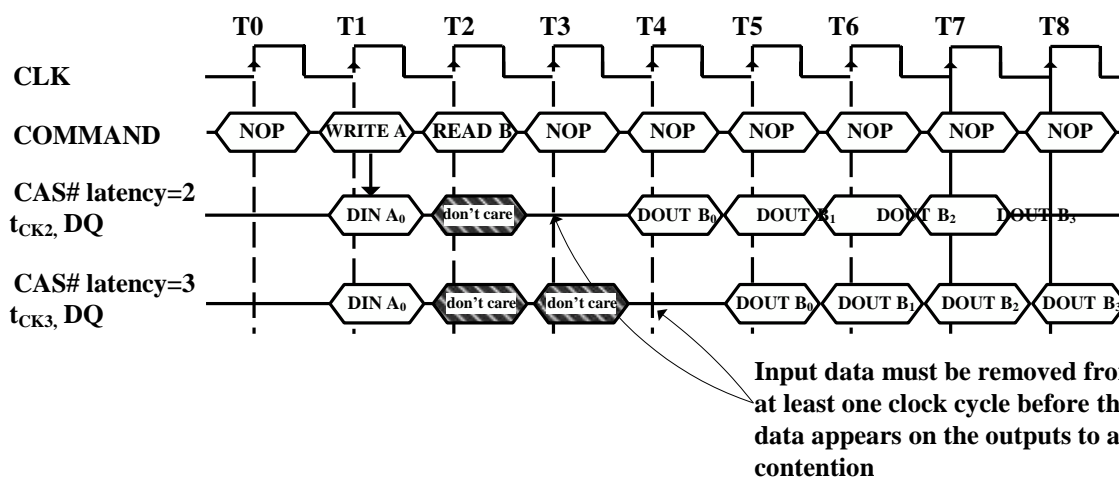 T0 T1 T2 T3 T4 T5 T6 T7 T8
CLK
COMMAND NOP WRITE A READ B NOP NOP NOP NOP NOP NOP
CAS# latency=2
tCK2, DQ DIN A0 don't care DOUT B0 DOUT B1 DOUT B2 DOUT B3
CAS# latency=3
tCK3, DQ DIN A0 don't care don't care DOUT B0 DOUT B1 DOUT B2 DOUT B3
Input data must be removed from
at least one clock cycle before th
data appears on the outputs to a
contention